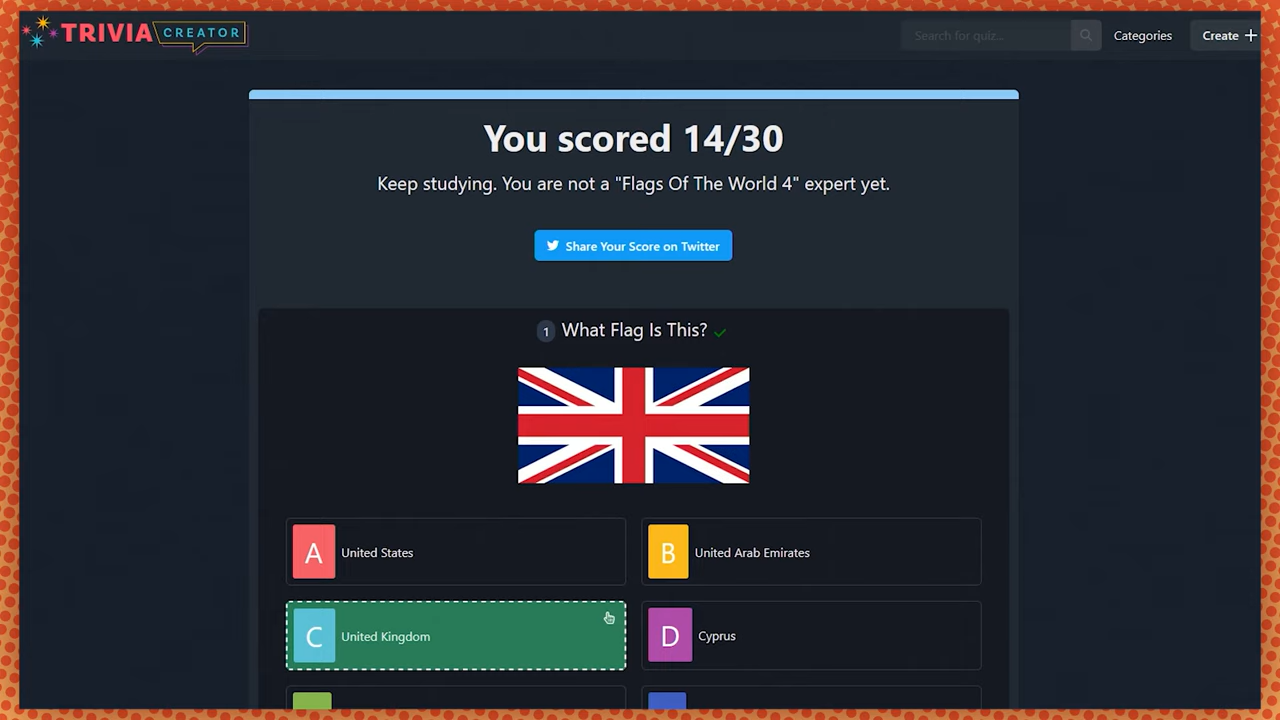 TRIVIA CREATOR
Search for quiz...
Categories
Create +
You scored 14/30
Keep studying. You are not a "Flags Of The World 4" expert yet.
Share Your Score on Twitter
1 What Flag Is This?
A United States
B United Arab Emirates
C United Kingdom
D Cyprus